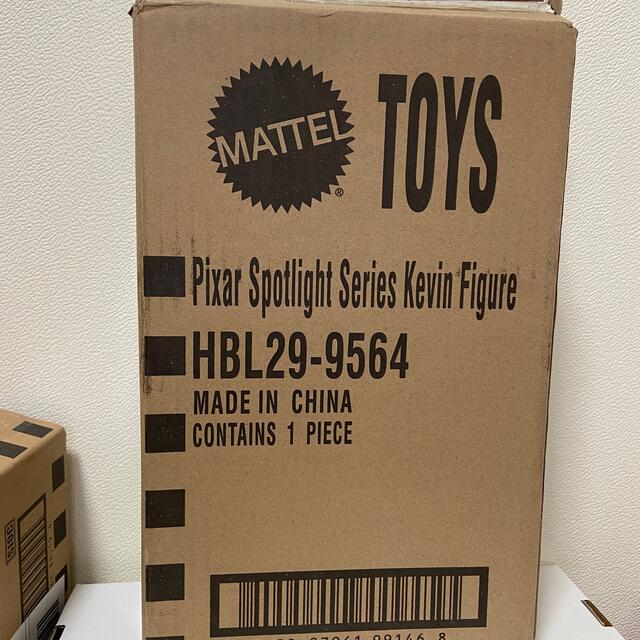 MATTEL®
TOYS
Pixar Spotlight Series Kevin Figure
HBL29-9564
MADE IN CHINA
CONTAINS 1 PIECE